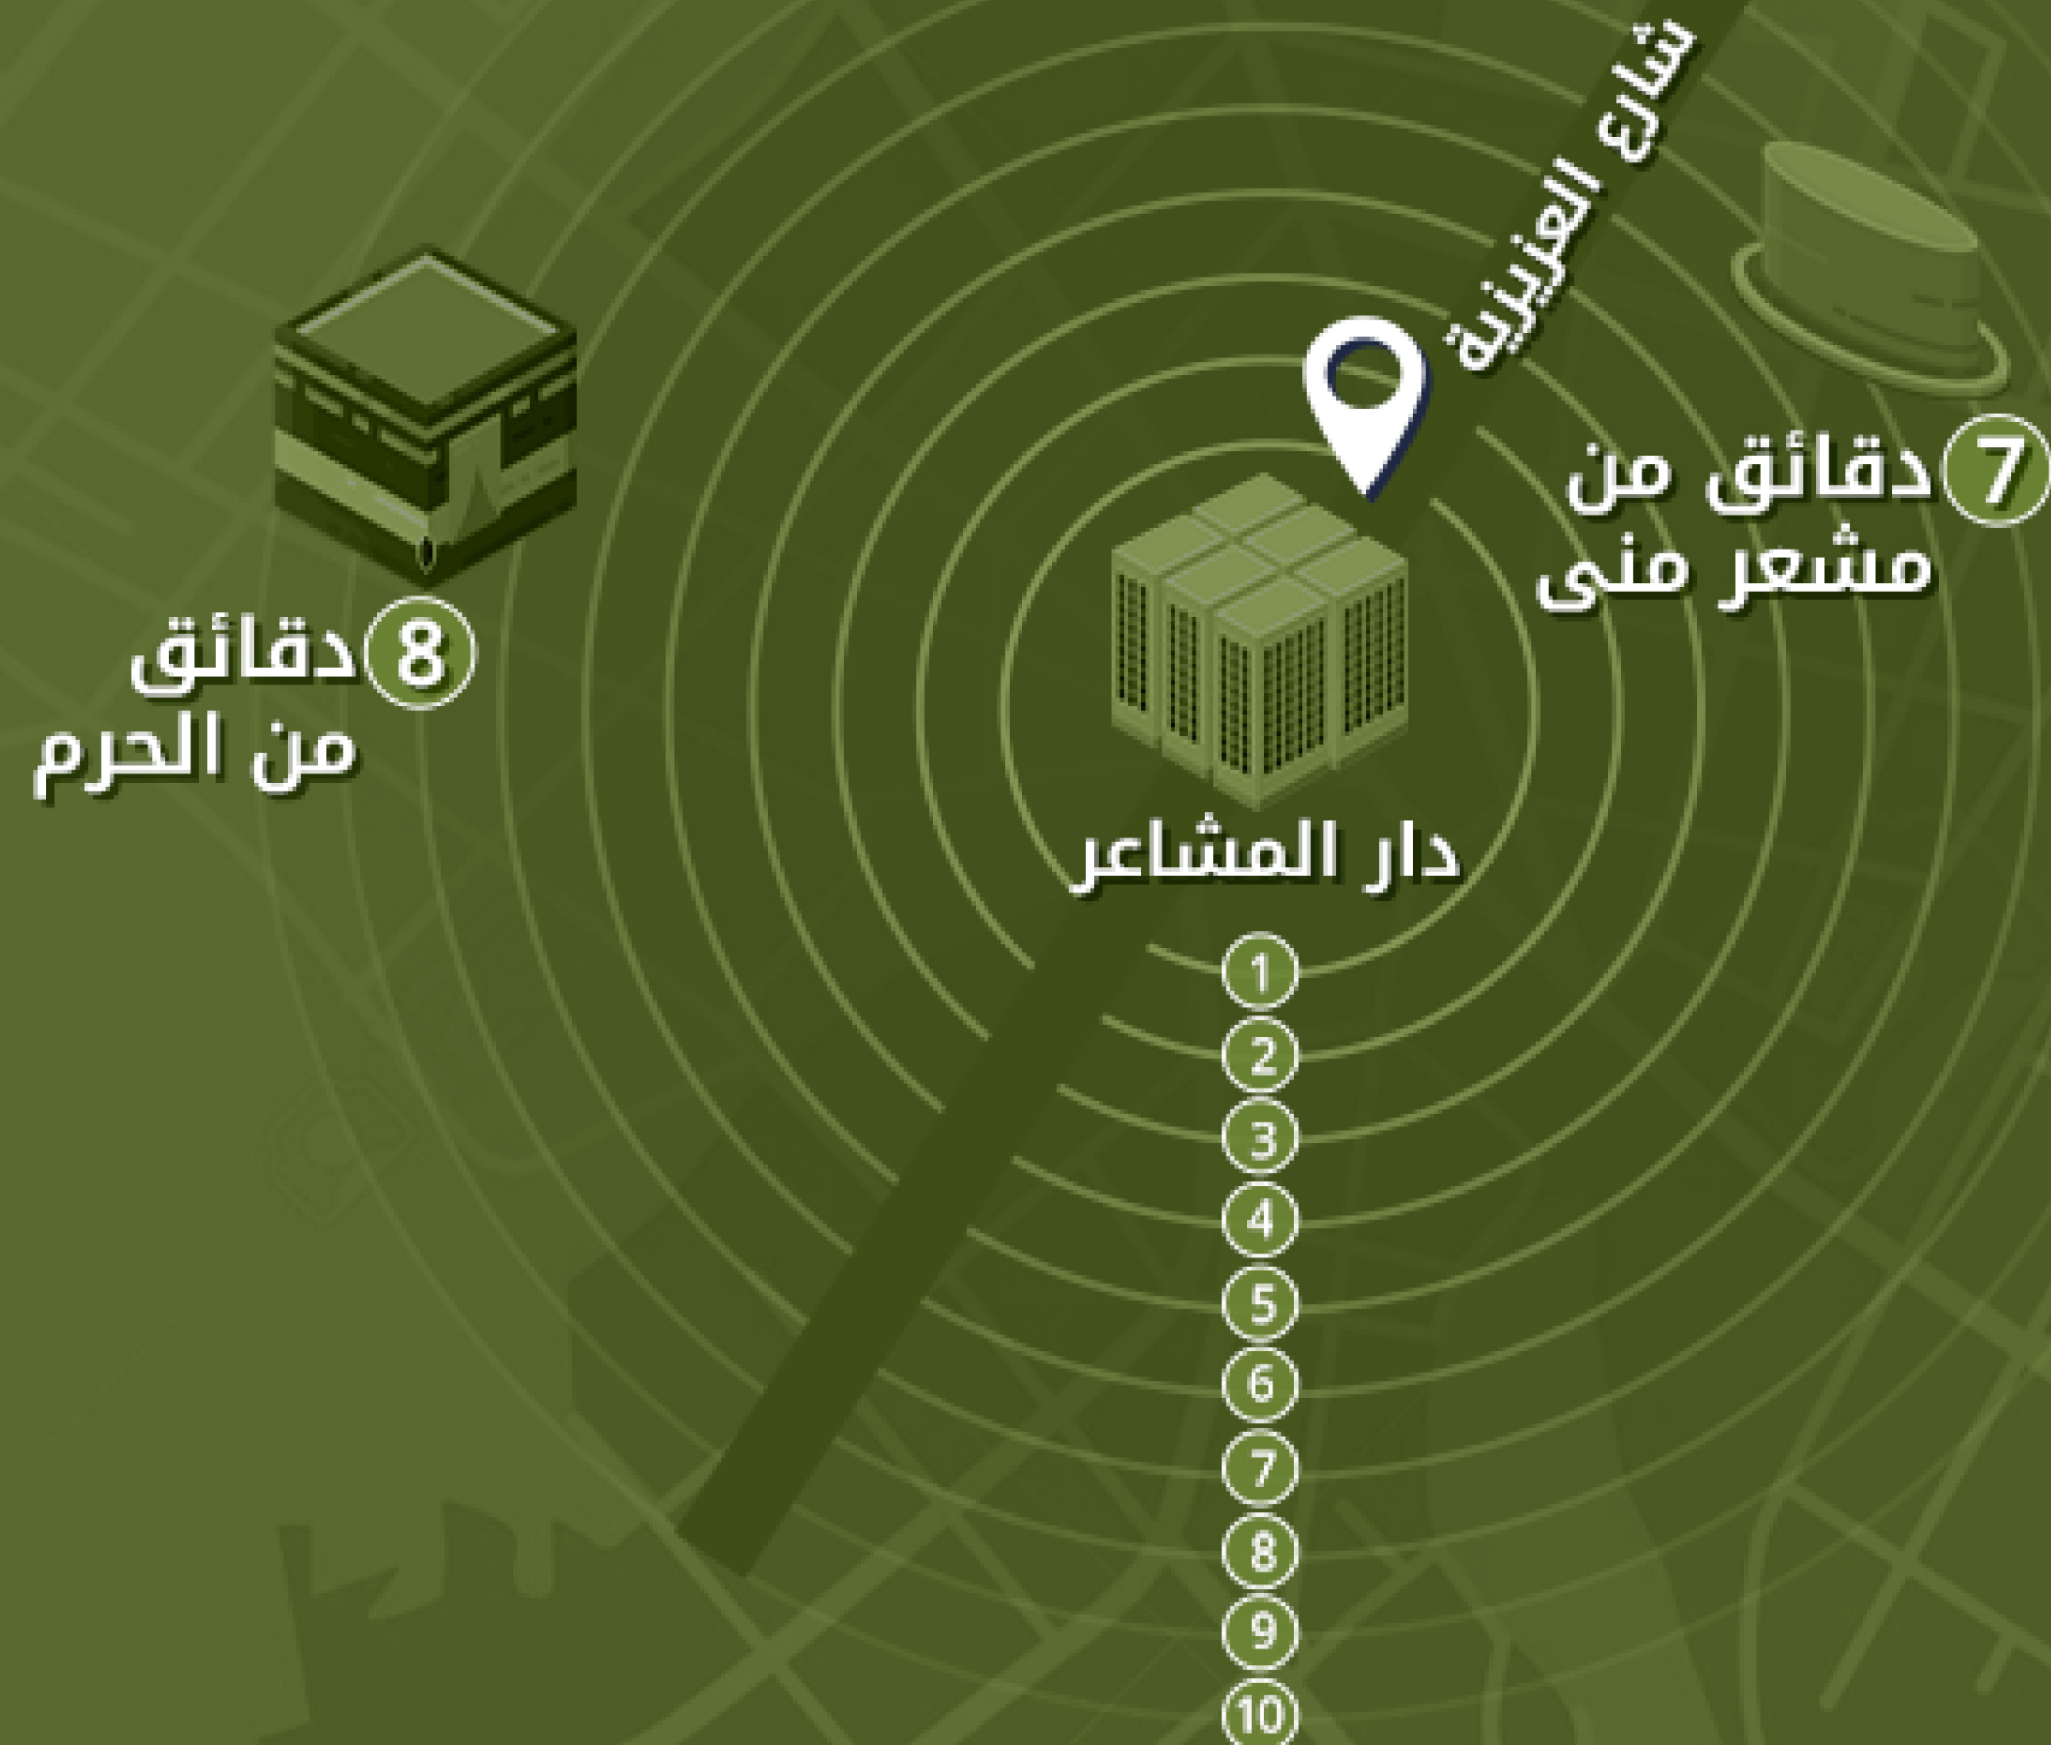 شارع العزيزية
7 دقائق من
مشعر منى
8 دقائق
من الحرم
دار المشاعر
1
2
3
4
5
6
7
8
9
10